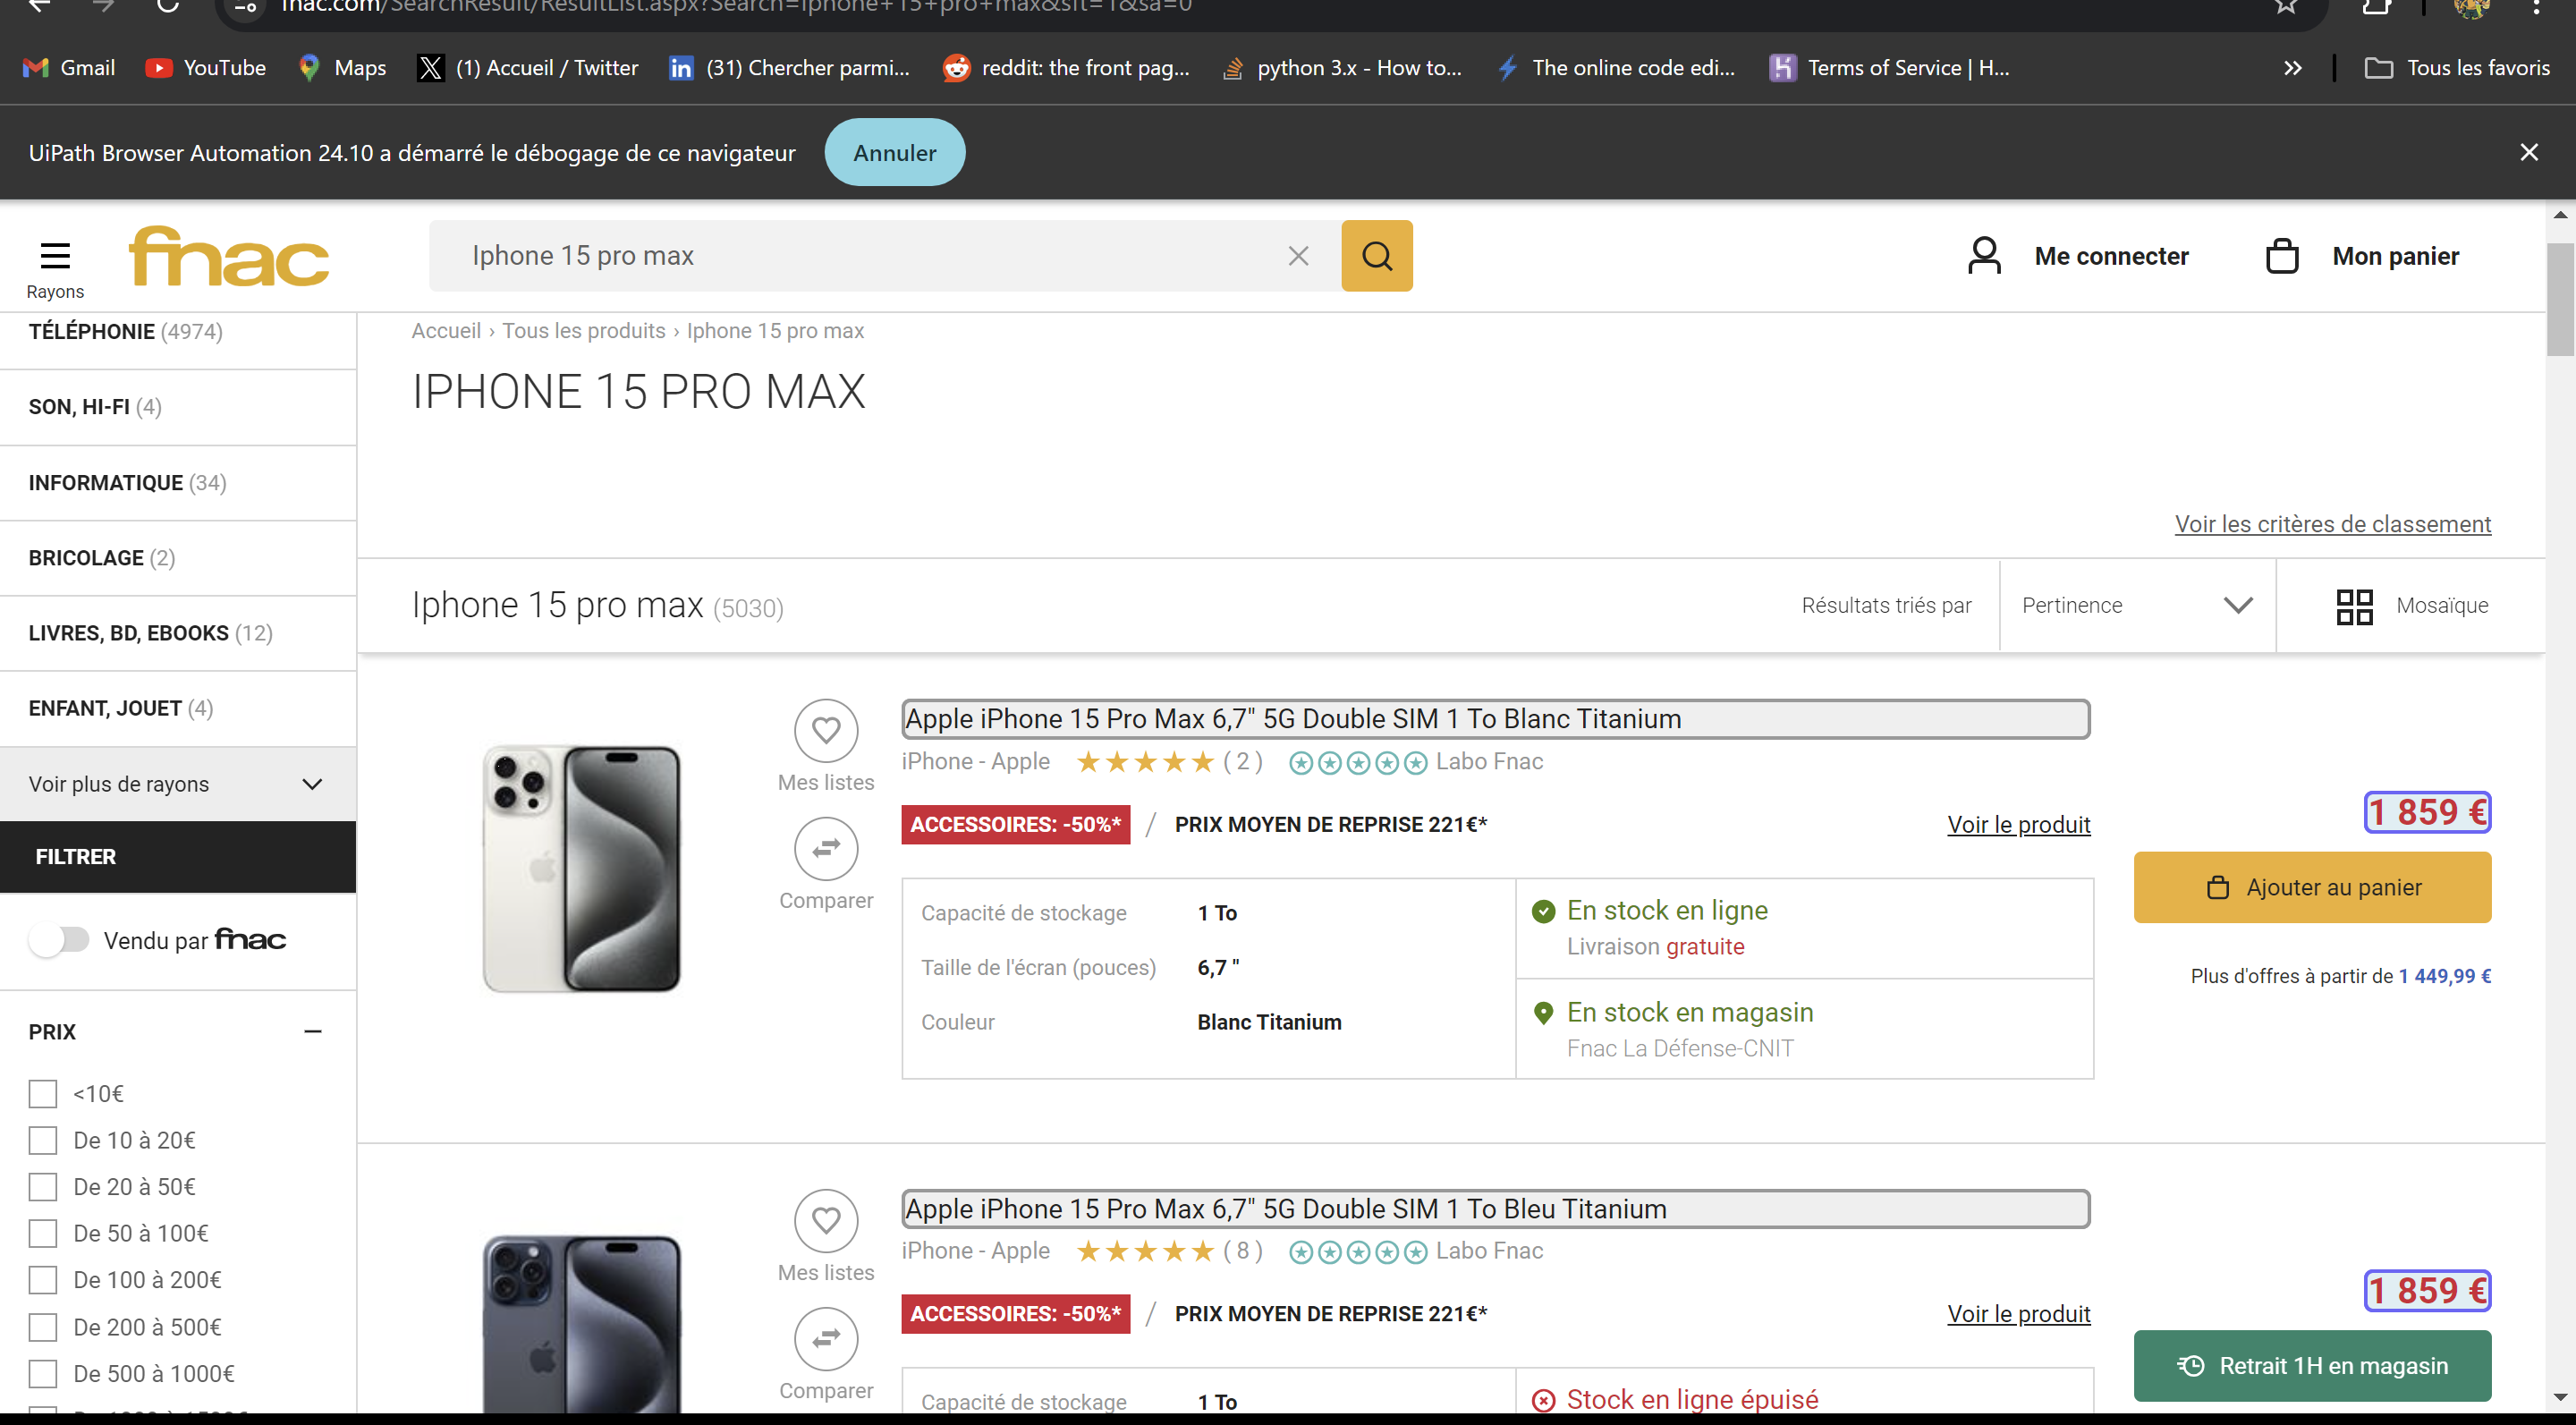 fnac.com/SearchResult/ResultList.aspx?Search=Iphone+15+pro+max&sft=1&sa=0
Gmail
YouTube
Maps
(1) Accueil / Twitter
(31) Chercher parmi...
reddit: the front pag...
python 3.x - How to...
The online code edi...
Terms of Service | H...
Tous les favoris
UiPath Browser Automation 24.10 a démarré le débogage de ce navigateur
Annuler
Rayons
fnac
Iphone 15 pro max
Me connecter
Mon panier
TÉLÉPHONIE (4974)
SON, HI-FI (4)
INFORMATIQUE (34)
BRICOLAGE (2)
LIVRES, BD, EBOOKS (12)
ENFANT, JOUET (4)
Voir plus de rayons
FILTRER
Vendu par fnac
PRIX
<10€
De 10 à 20€
De 20 à 50€
De 50 à 100€
De 100 à 200€
De 200 à 500€
De 500 à 1000€
Accueil › Tous les produits › Iphone 15 pro max
IPHONE 15 PRO MAX
Voir les critères de classement
Iphone 15 pro max (5030)
Résultats triés par
Pertinence
Mosaïque
Mes listes
Comparer
Apple iPhone 15 Pro Max 6,7" 5G Double SIM 1 To Blanc Titanium
iPhone - Apple ( 2 ) Labo Fnac
ACCESSOIRES: -50%* / PRIX MOYEN DE REPRISE 221€*
Voir le produit
Capacité de stockage 1 To
Taille de l'écran (pouces) 6,7 "
Couleur Blanc Titanium
En stock en ligne
Livraison gratuite
En stock en magasin
Fnac La Défense-CNIT
1 859 €
Ajouter au panier
Plus d'offres à partir de 1 449,99 €
Mes listes
Comparer
Apple iPhone 15 Pro Max 6,7" 5G Double SIM 1 To Bleu Titanium
iPhone - Apple ( 8 ) Labo Fnac
ACCESSOIRES: -50%* / PRIX MOYEN DE REPRISE 221€*
Voir le produit
Capacité de stockage 1 To
Stock en ligne épuisé
1 859 €
Retrait 1H en magasin